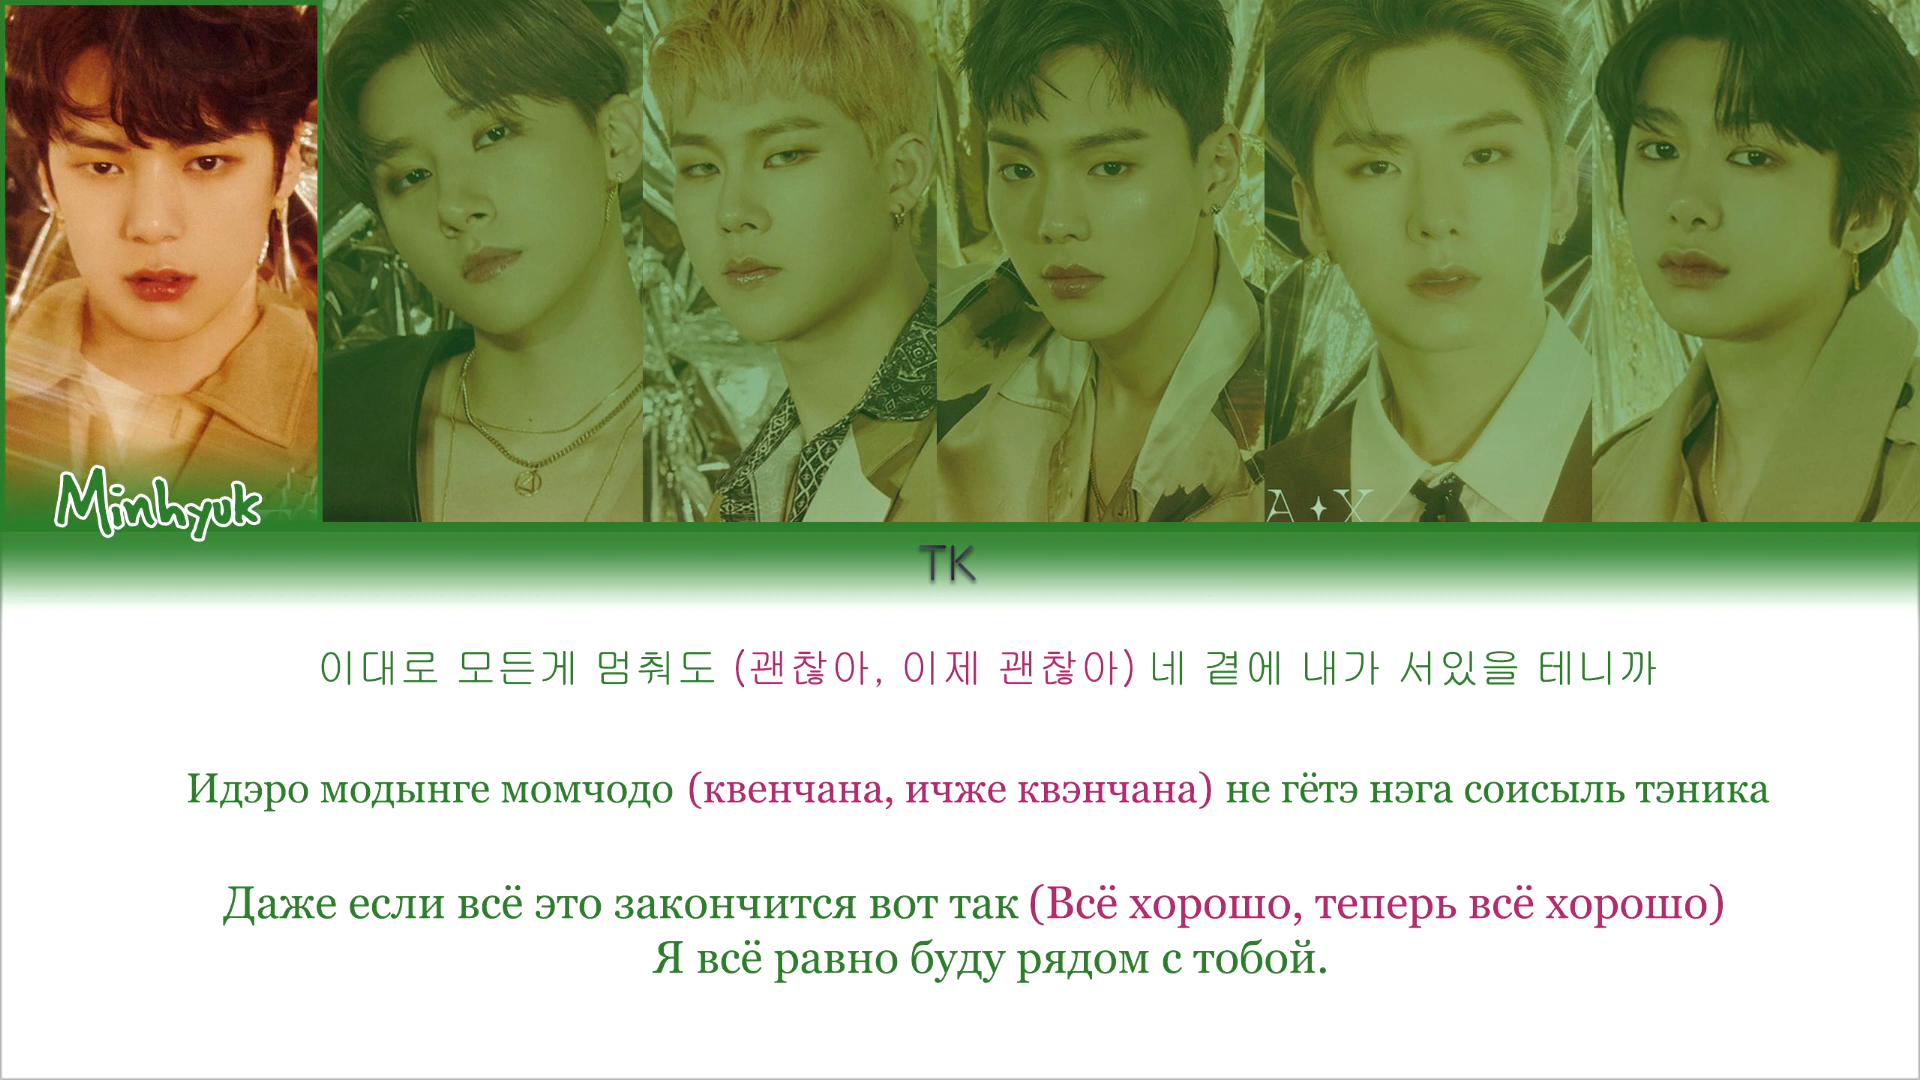 A✦X
Minhyuk
TK
이대로 모든게 멈춰도 (괜찮아, 이제 괜찮아) 네 곁에 내가 서있을 테니까
Идэро модынге момчодо (квенчана, ичже квэнчана) не гётэ нэга соисыль тэника
Даже если всё это закончится вот так (Всё хорошо, теперь всё хорошо)
Я всё равно буду рядом с тобой.